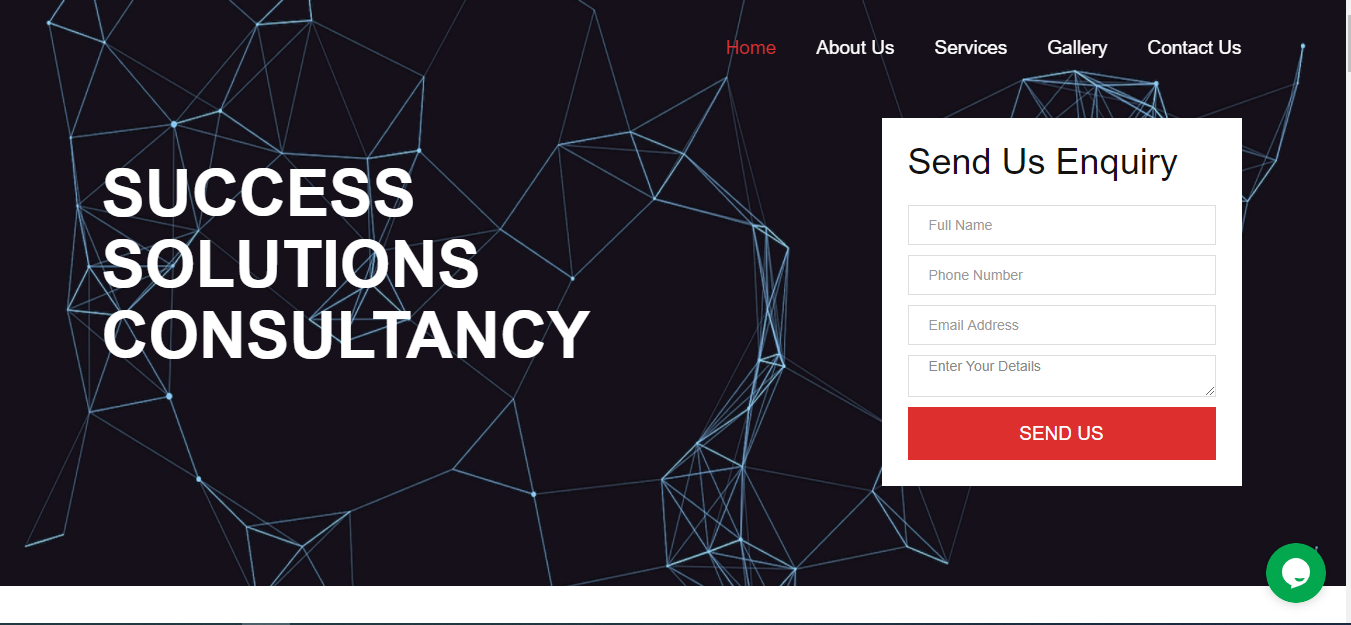 Home About Us Services Gallery Contact Us
SUCCESS
SOLUTIONS
CONSULTANCY
Send Us Enquiry
Full Name
Phone Number
Email Address
Enter Your Details
SEND US